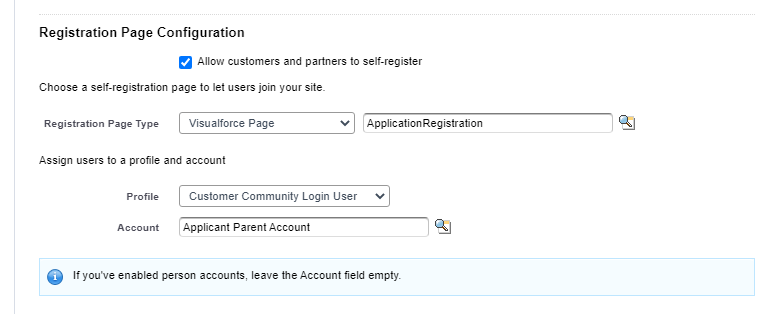 Registration Page Configuration
Allow customers and partners to self-register
Choose a self-registration page to let users join your site.
Registration Page Type Visualforce Page ApplicationRegistration
Assign users to a profile and account
Profile Customer Community Login User
Account Applicant Parent Account
If you've enabled person accounts, leave the Account field empty.